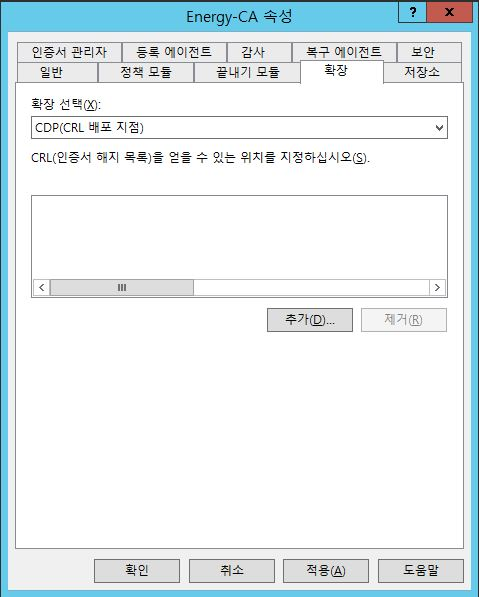 Energy-CA 속성
? x
인증서 관리자 등록 에이전트 감사 복구 에이전트 보안
일반 정책 모듈 끝내기 모듈 확장 저장소
확장 선택(X):
CDP(CRL 배포 지점)
CRL(인증서 해지 목록)을 얻을 수 있는 위치를 지정하십시오(S).
추가(D)... 제거(R)
확인 취소 적용(A) 도움말